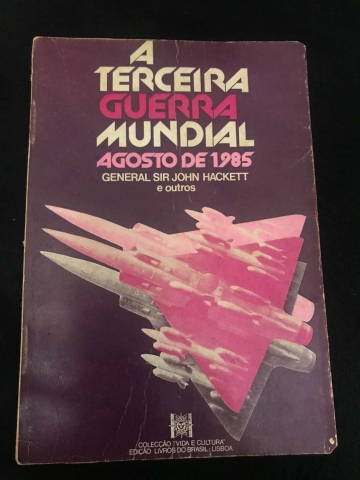 A
TERCEIRA
GUERRA
MUNDIAL
AGOSTO DE 1985
GENERAL SIR JOHN HACKETT
e outros
COLECÇÃO "VIDA E CULTURA"
EDIÇÃO LIVROS DO BRASIL LISBOA